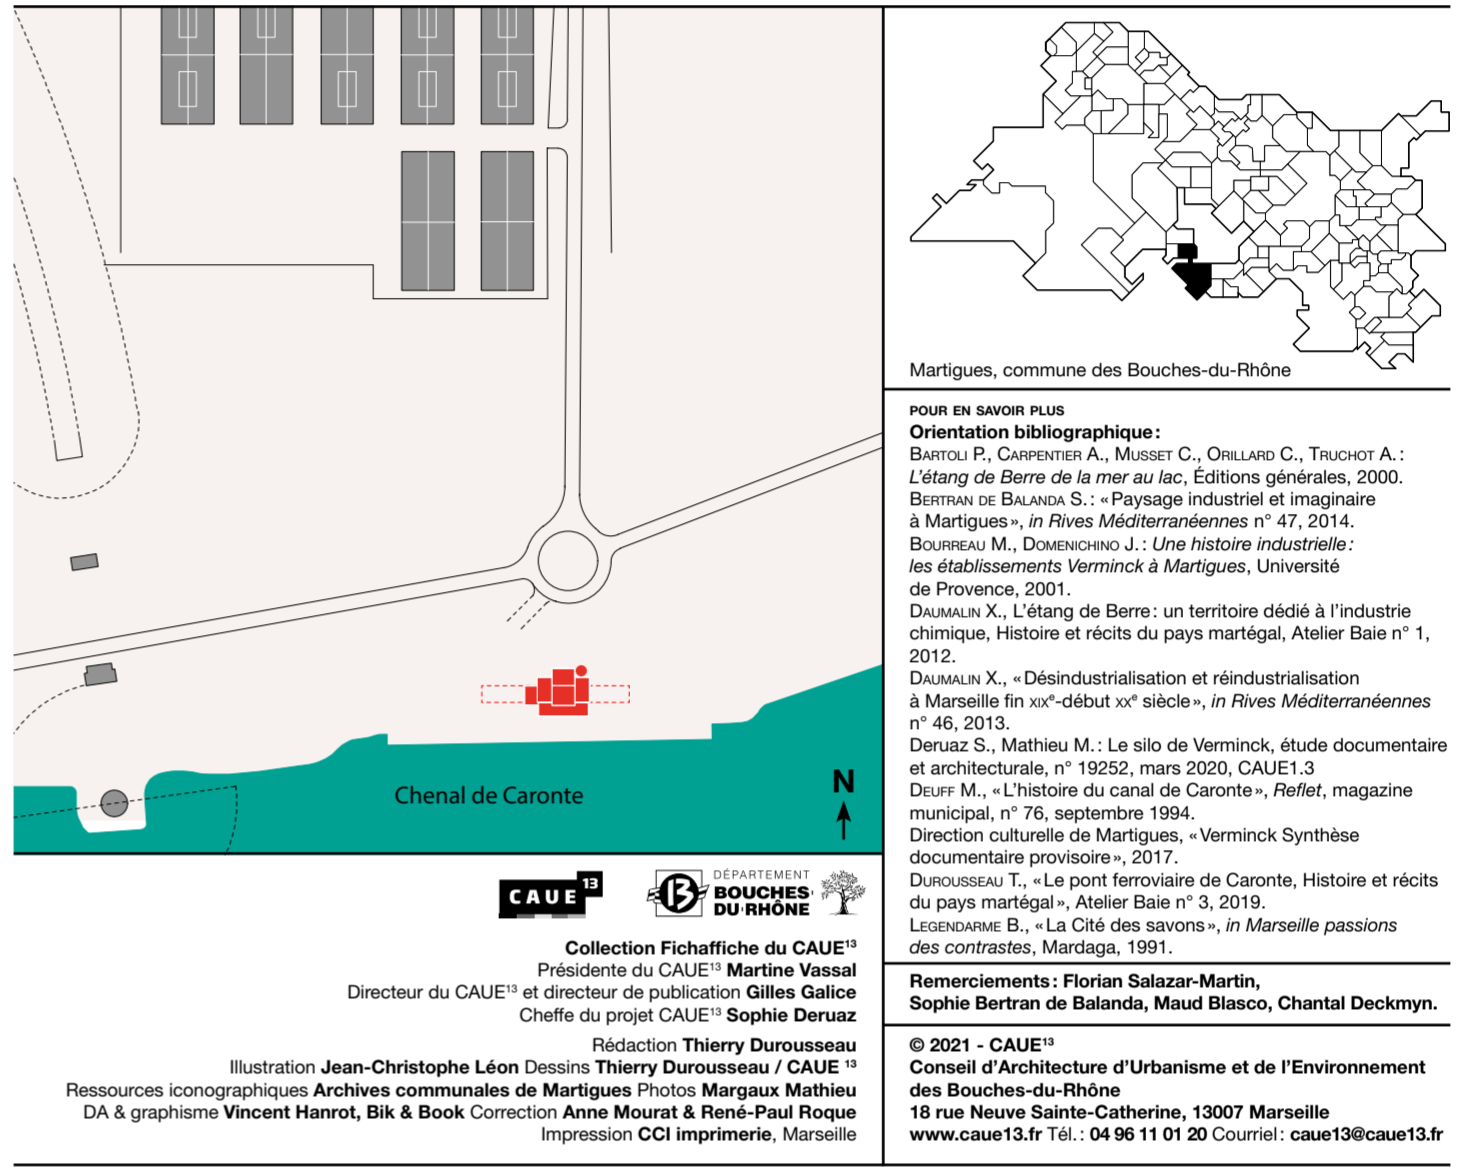 Chenal de Caronte
N
CAUE 13
13 DÉPARTEMENT
BOUCHES
DU·RHÔNE
Collection Fichaffiche du CAUE13
Présidente du CAUE13 Martine Vassal
Directeur du CAUE13 et directeur de publication Gilles Galice
Cheffe du projet CAUE13 Sophie Deruaz
Rédaction Thierry Durousseau
Illustration Jean-Christophe Léon Dessins Thierry Durousseau / CAUE 13
Ressources iconographiques Archives communales de Martigues Photos Margaux Mathieu
DA & graphisme Vincent Hanrot, Bik & Book Correction Anne Mourat & René-Paul Roque
Impression CCI imprimerie, Marseille
Martigues, commune des Bouches-du-Rhône
POUR EN SAVOIR PLUS
Orientation bibliographique :
BARTOLI P., CARPENTIER A., MUSSET C., ORILLARD C., TRUCHOT A. :
L'étang de Berre de la mer au lac, Éditions générales, 2000.
BERTRAN DE BALANDA S. : « Paysage industriel et imaginaire
à Martigues », in Rives Méditerranéennes n° 47, 2014.
BOURREAU M., DOMENICHINO J. : Une histoire industrielle :
les établissements Verminck à Martigues, Université
de Provence, 2001.
DAUMALIN X., L'étang de Berre : un territoire dédié à l'industrie
chimique, Histoire et récits du pays martégal, Atelier Baie n° 1,
2012.
DAUMALIN X., « Désindustrialisation et réindustrialisation
à Marseille fin XIXe-début XXe siècle », in Rives Méditerranéennes
n° 46, 2013.
Deruaz S., Mathieu M. : Le silo de Verminck, étude documentaire
et architecturale, n° 19252, mars 2020, CAUE1.3
DEUFF M., « L'histoire du canal de Caronte », Reflet, magazine
municipal, n° 76, septembre 1994.
Direction culturelle de Martigues, « Verminck Synthèse
documentaire provisoire », 2017.
DUROUSSEAU T., « Le pont ferroviaire de Caronte, Histoire et récits
du pays martégal », Atelier Baie n° 3, 2019.
LEGENDARME B., « La Cité des savons », in Marseille passions
des contrastes, Mardaga, 1991.
Remerciements : Florian Salazar-Martin,
Sophie Bertran de Balanda, Maud Blasco, Chantal Deckmyn.
© 2021 - CAUE13
Conseil d'Architecture d'Urbanisme et de l'Environnement
des Bouches-du-Rhône
18 rue Neuve Sainte-Catherine, 13007 Marseille
www.caue13.fr Tél. : 04 96 11 01 20 Courriel : caue13@caue13.fr